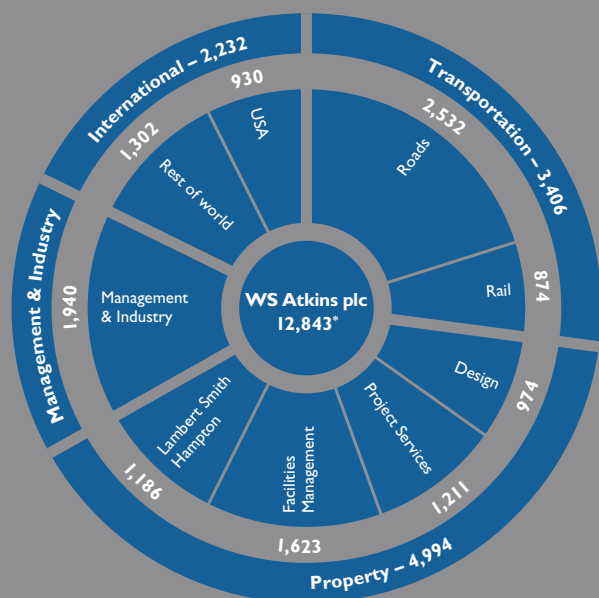 International – 2,232
Transportation – 3,406
Management & Industry
Property – 4,994
930
2,532
874
974
1,211
1,623
1,186
1,940
1,302
USA
Roads
Rail
Design
Project Services
Facilities
Management
Lambert Smith
Hampton
Management
& Industry
Rest of world
WS Atkins plc
12,843*